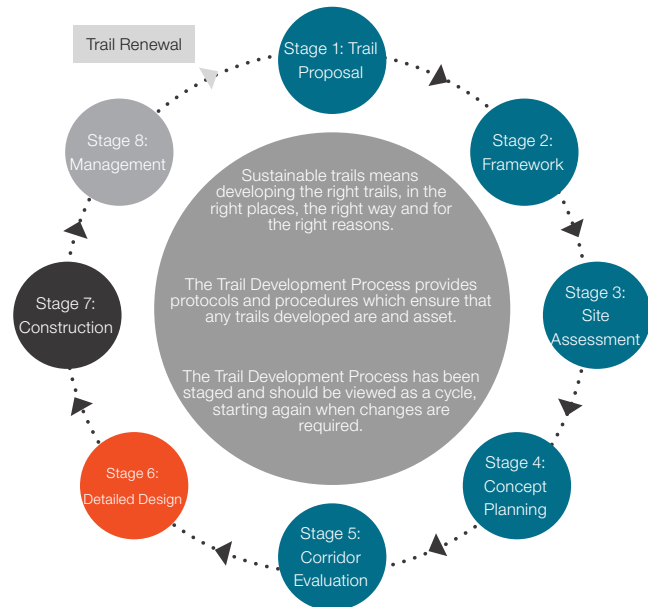 Trail Renewal
Stage 1: Trail
Proposal
Stage 2:
Framework
Stage 3:
Site
Assessment
Stage 4:
Concept
Planning
Stage 5:
Corridor
Evaluation
Stage 6:
Detailed Design
Stage 7:
Construction
Stage 8:
Management
Sustainable trails means
developing the right trails, in the
right places, the right way and for
the right reasons.
The Trail Development Process provides
protocols and procedures which ensure that
any trails developed are and asset.
The Trail Development Process has been
staged and should be viewed as a cycle,
starting again when changes are
required.